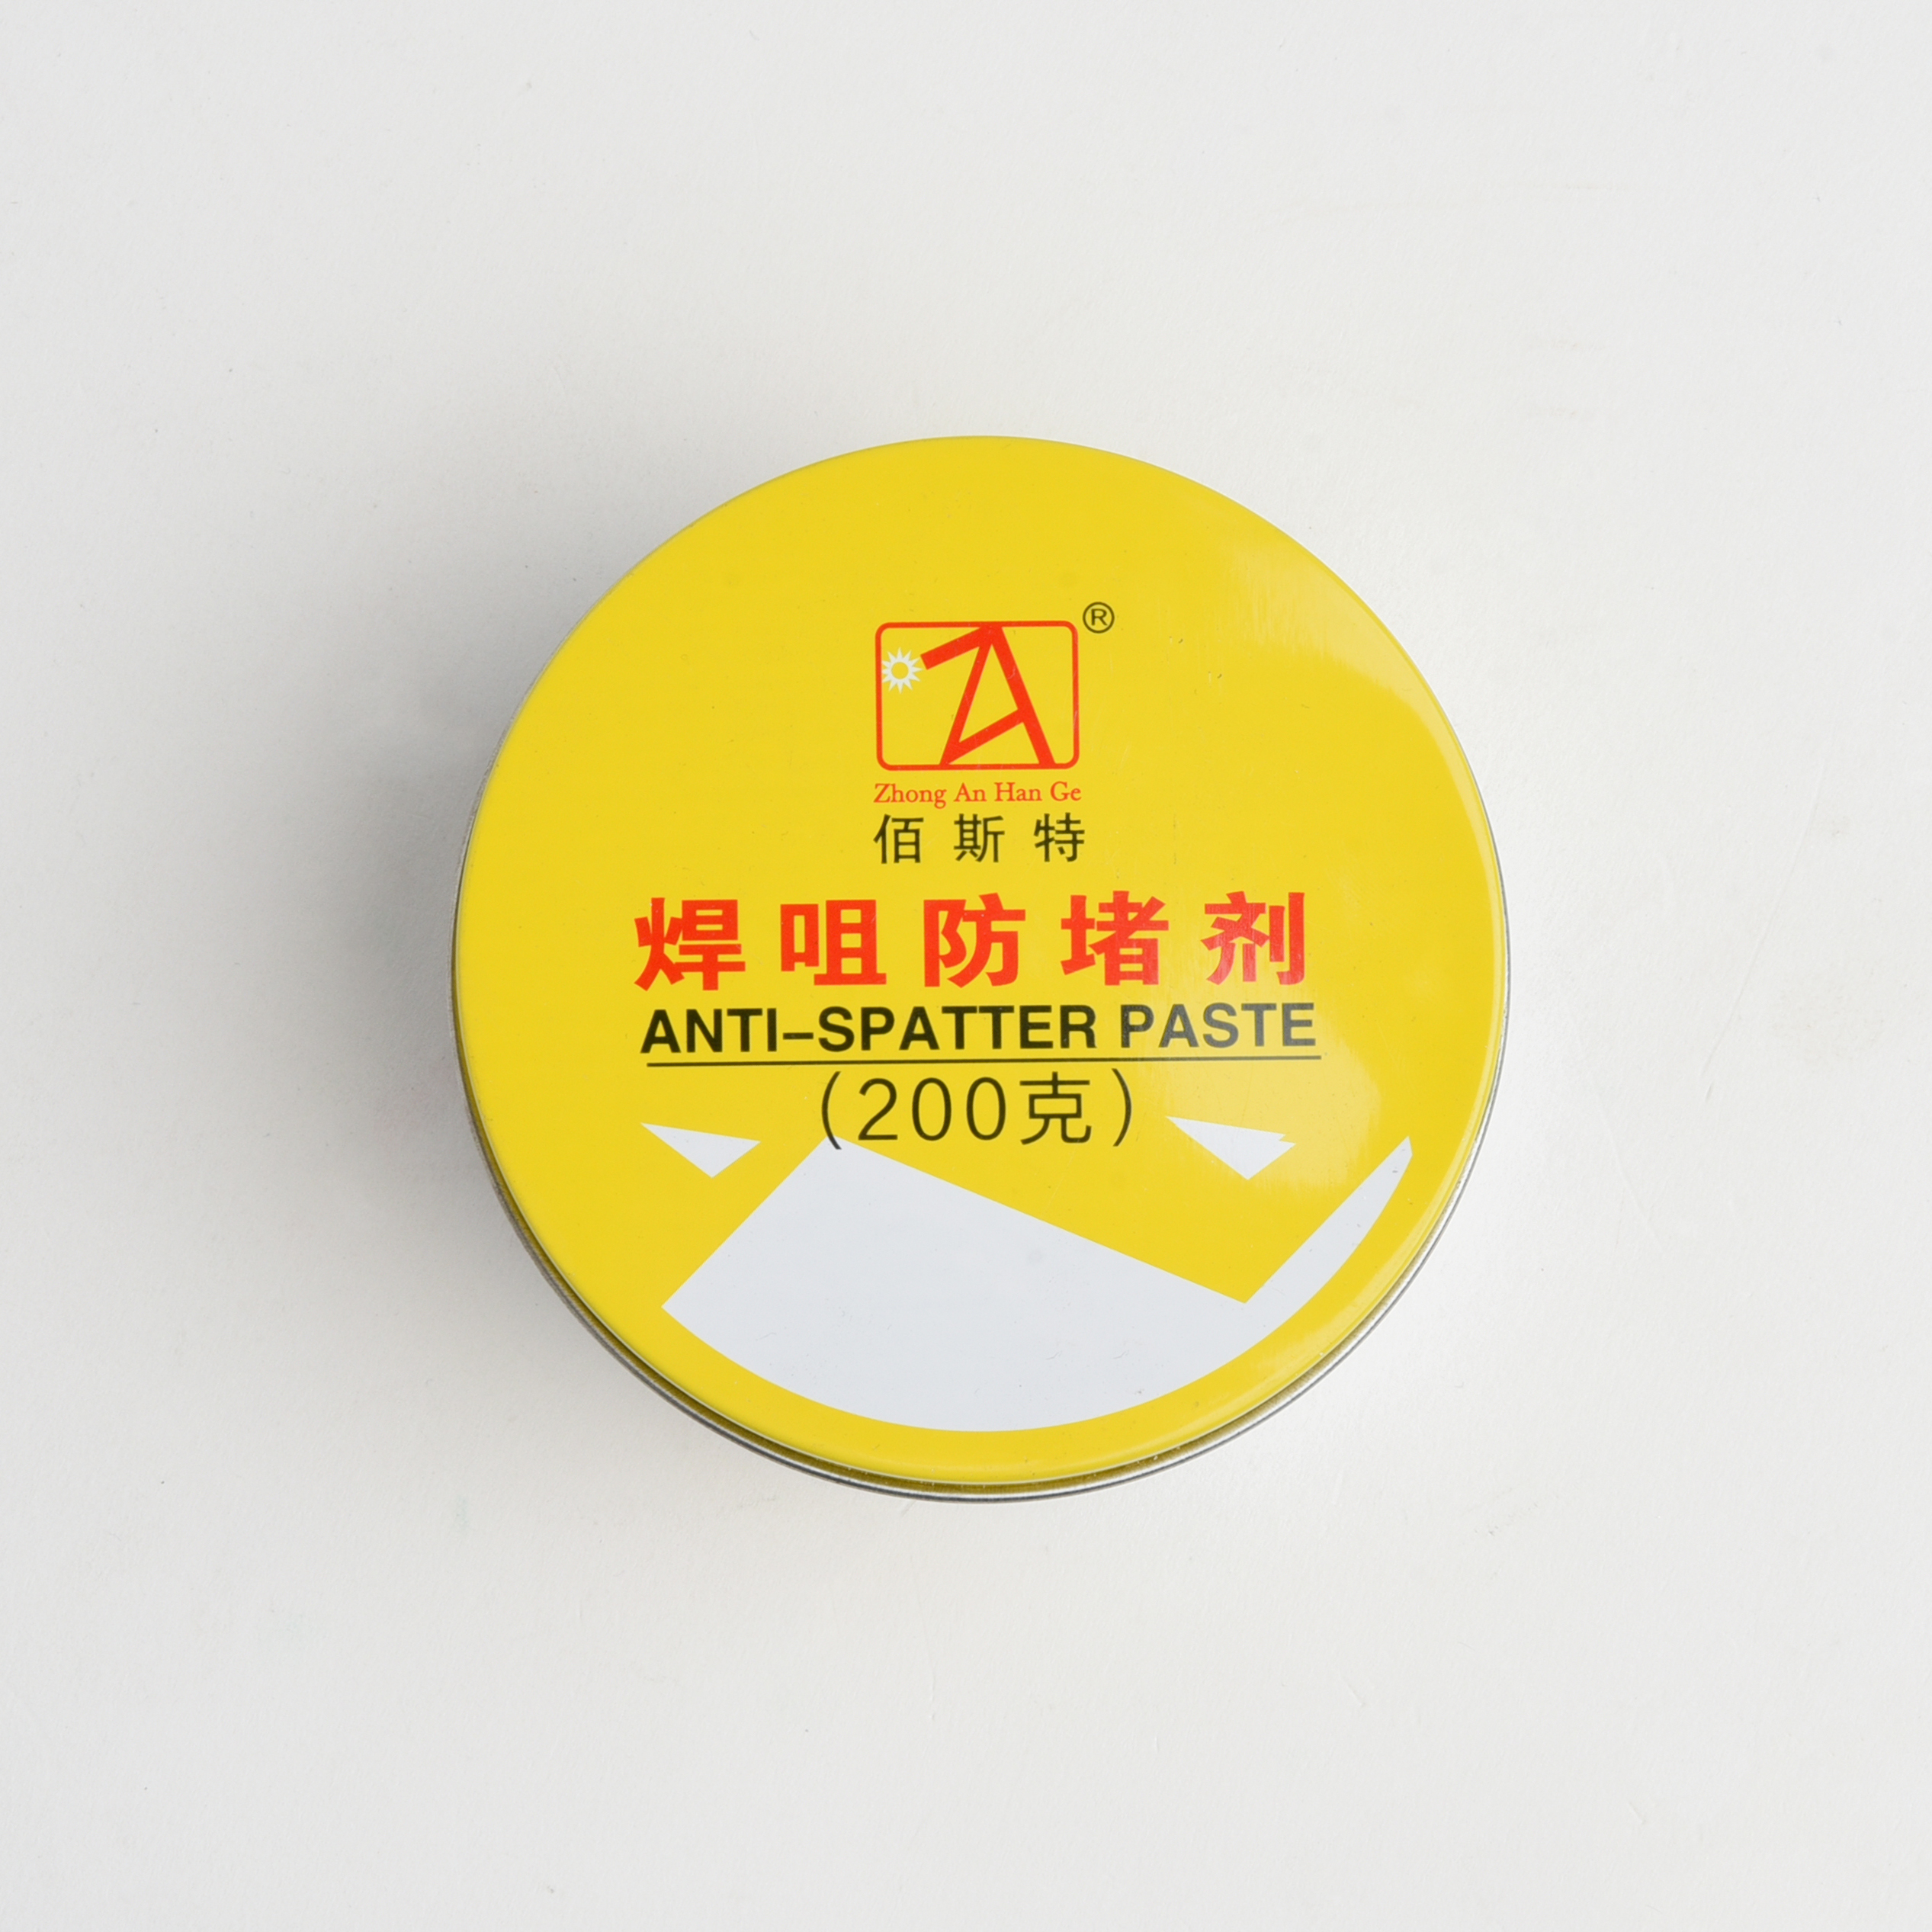 ®
Zhong An Han Ge
佰斯特
焊咀防堵剂
ANTI–SPATTER PASTE
(200克)